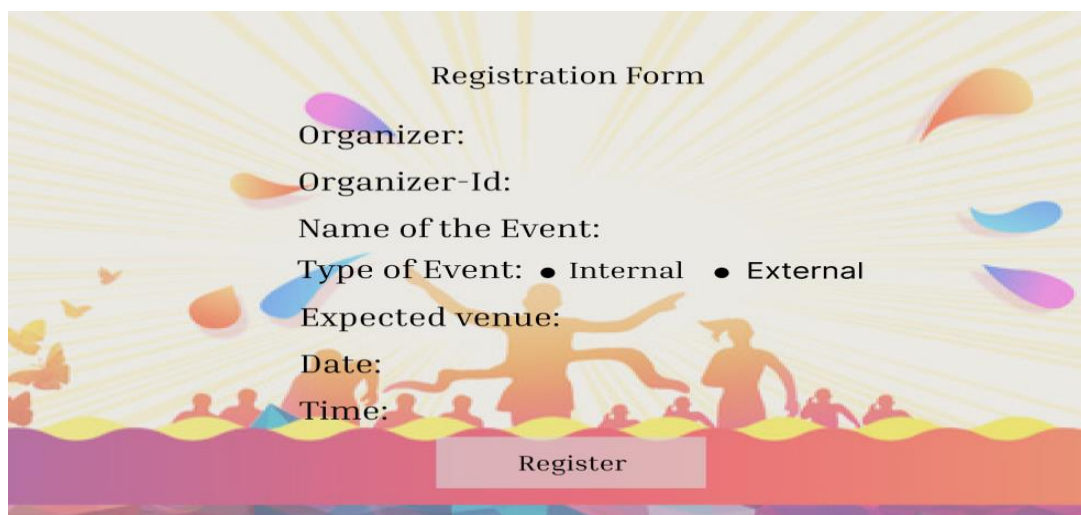 Registration Form
Organizer:
Organizer-Id:
Name of the Event:
Type of Event: ● Internal ● External
Expected venue:
Date:
Time:
Register